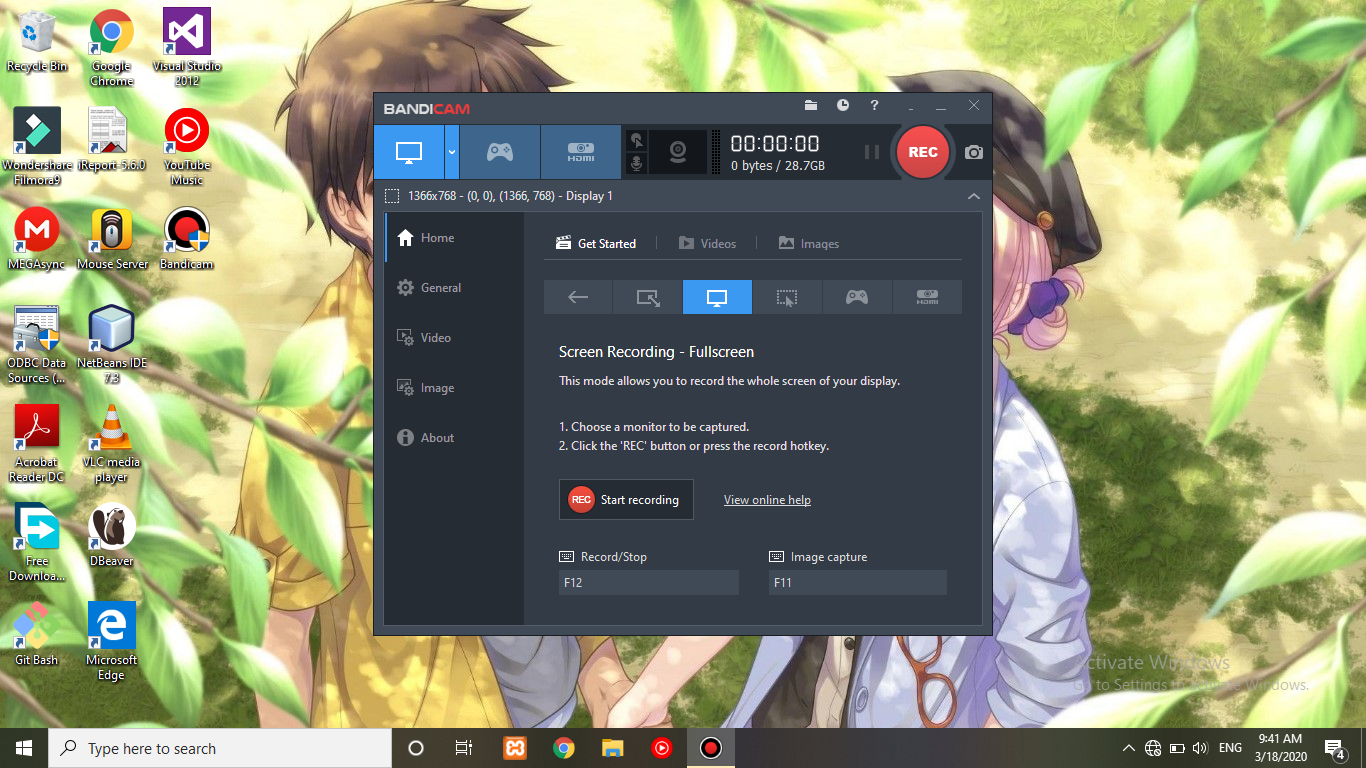 Recycle Bin
Google
Chrome
Visual Studio
2012
Wondershare
Filmora9
iReport-5.6.0
YouTube
Music
MEGAsync
Mouse Server
Bandicam
ODBC Data
Sources (...
NetBeans IDE
7.3
Acrobat
Reader DC
VLC media
player
Free
Downloa...
DBeaver
Git Bash
Microsoft
Edge
BANDICAM
?
HDMI
00:00:00
0 bytes / 28.7GB
REC
1366x768 - (0, 0), (1366, 768) - Display 1
Home
General
Video
Image
About
Get Started
Videos
Images
HDMI
Screen Recording - Fullscreen
This mode allows you to record the whole screen of your display.
1. Choose a monitor to be captured.
2. Click the 'REC' button or press the record hotkey.
REC
Start recording
View online help
Record/Stop
Image capture
F12
F11
Activate Windows
Go to Settings to activate Windows.
Type here to search
ENG
9:41 AM
3/18/2020
4